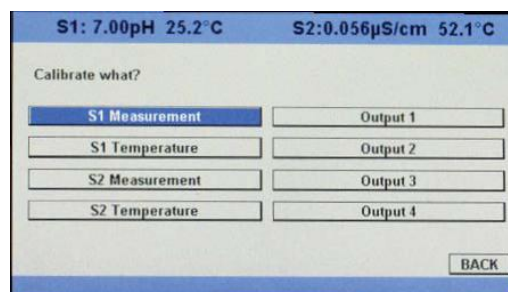 S1: 7.00pH 25.2°C S2:0.056µS/cm 52.1°C
Calibrate what?
S1 Measurement Output 1
S1 Temperature Output 2
S2 Measurement Output 3
S2 Temperature Output 4
BACK